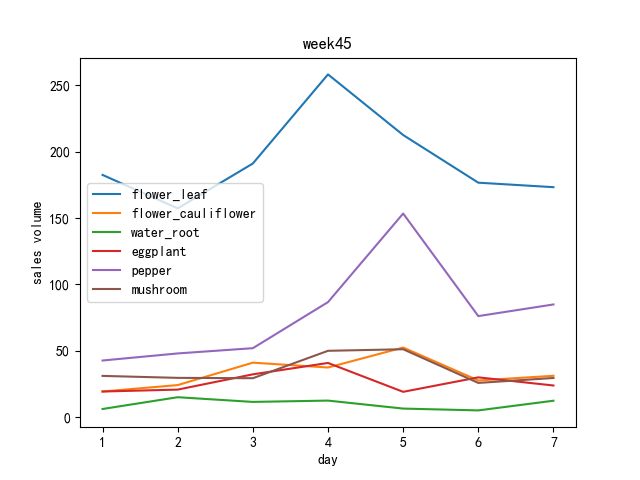 week45
250
200
150
100
50
0
sales volume
flower_leaf
flower_cauliflower
water_root
eggplant
pepper
mushroom
1 2 3 4 5 6 7
day